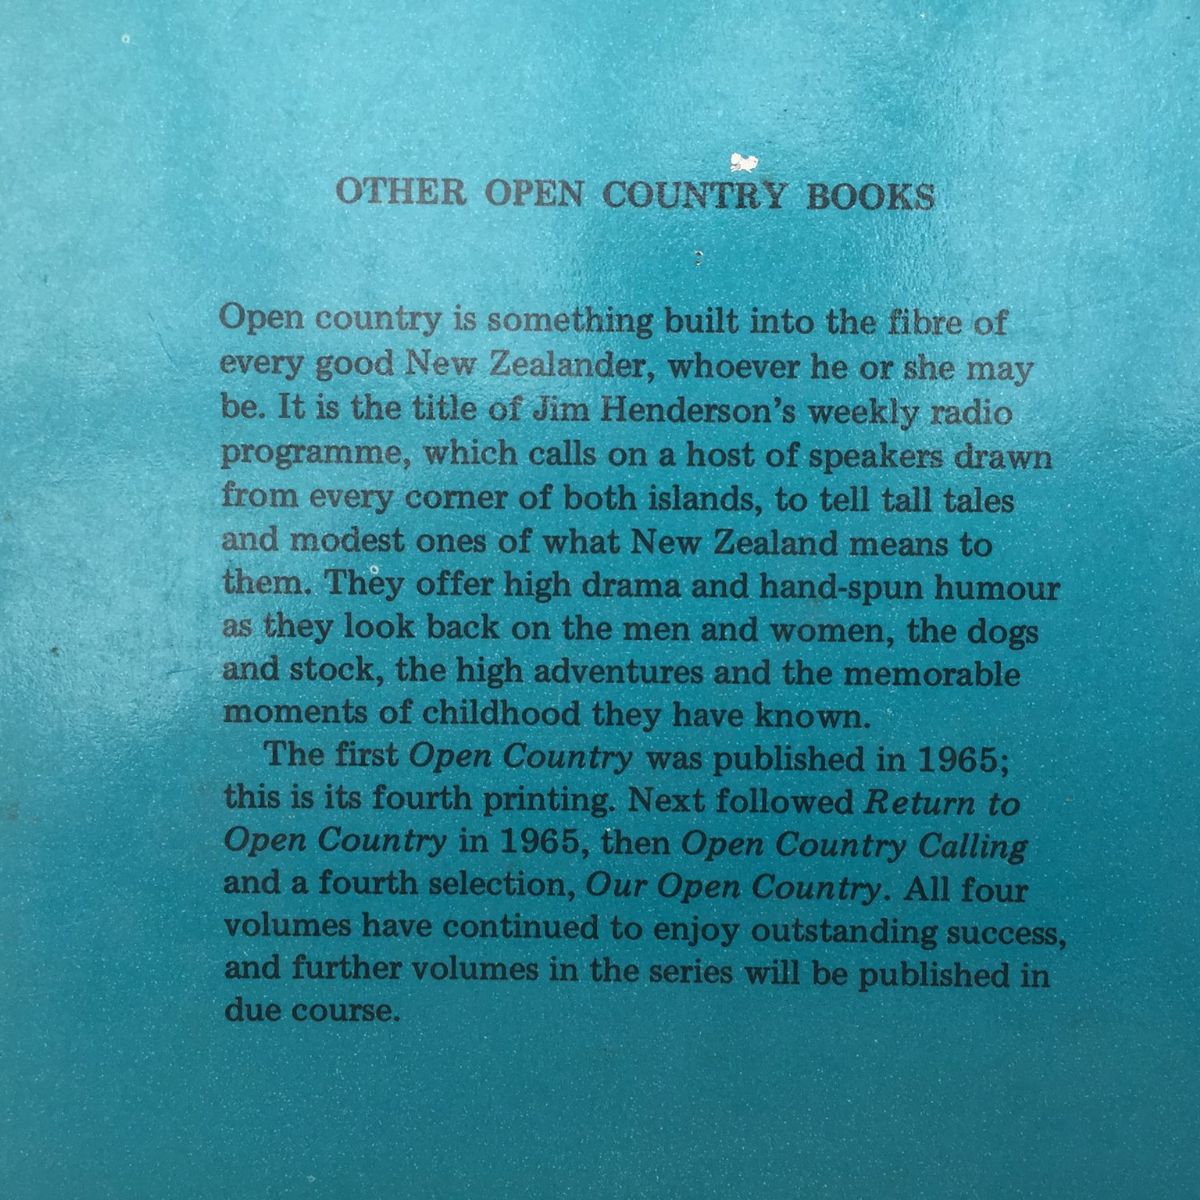 OTHER OPEN COUNTRY BOOKS
Open country is something built into the fibre of
every good New Zealander, whoever he or she may
be. It is the title of Jim Henderson's weekly radio
programme, which calls on a host of speakers drawn
from every corner of both islands, to tell tall tales
and modest ones of what New Zealand means to
them. They offer high drama and hand-spun humour
as they look back on the men and women, the dogs
and stock, the high adventures and the memorable
moments of childhood they have known.
The first Open Country was published in 1965;
this is its fourth printing. Next followed Return to
Open Country in 1965, then Open Country Calling
and a fourth selection, Our Open Country. All four
volumes have continued to enjoy outstanding success,
and further volumes in the series will be published in
due course.